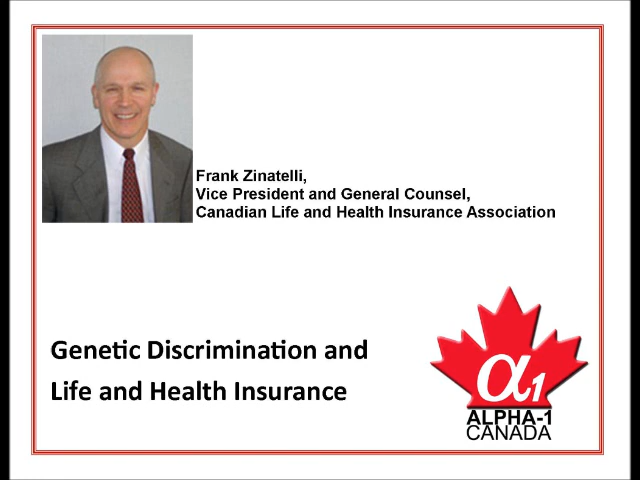 Frank Zinatelli,
Vice President and General Counsel,
Canadian Life and Health Insurance Association
Genetic Discrimination and
Life and Health Insurance
α1
ALPHA-1
CANADA